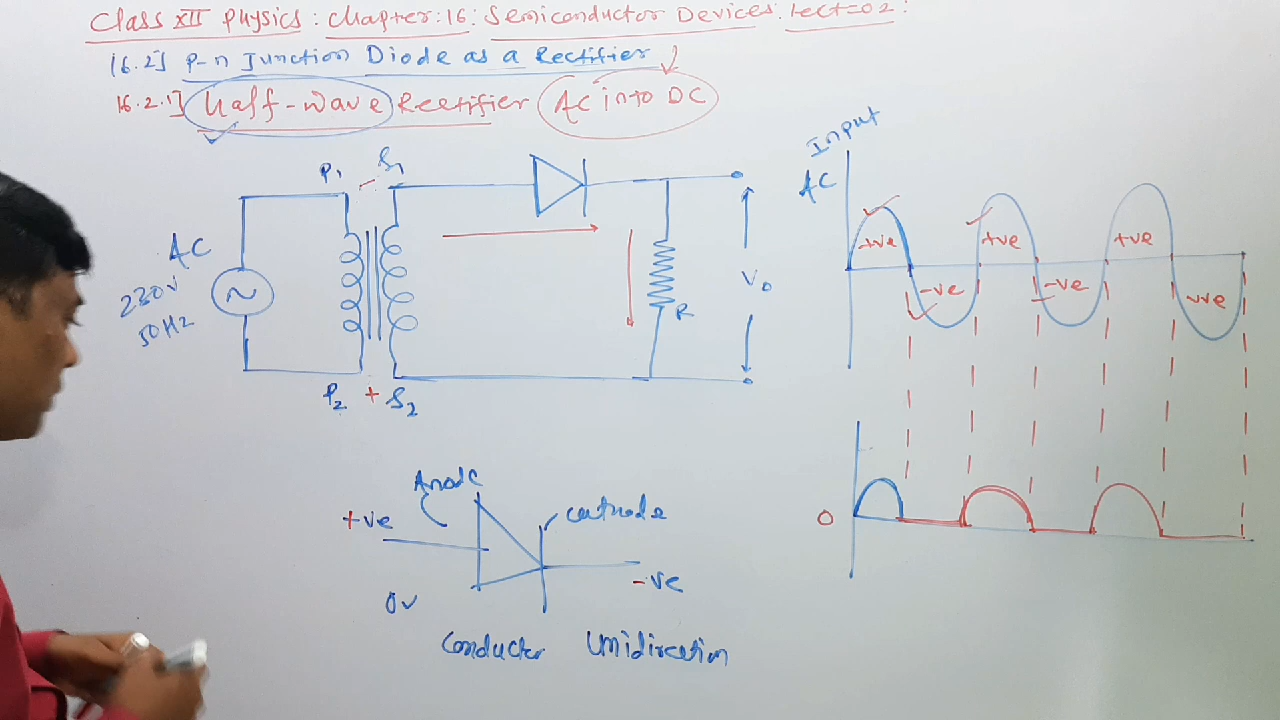 Class XII Physics: Chapter:16: Semiconductor Devices. Lect=02:
16.2] P-n Junction Diode as a Rectifier
16.2.1] Half-wave Rectifier (AC into DC)
Input
AC
P1 - S1
AC
220V
50Hz
~
R
V0
P2 + S2
+ve -ve +ve -ve +ve -ve
0
Anode
+ve
cathode
-ve
0v
Conductor Unidirection